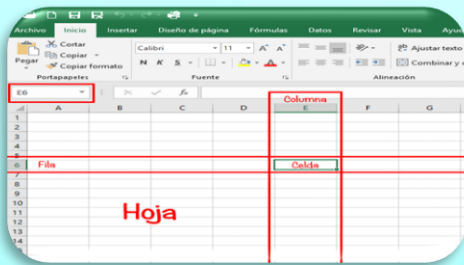 Archivo Inicio Insertar Diseño de página Fórmulas Datos Revisar Vista Ayu
Pegar
Cortar
Copiar
Copiar formato
Portapapeles
Calibri 11 A A
N K S A
Fuente
Ajustar texto
Combinar y c
Alineación
E6 fx
Columna
A B C D E F G
1
2
3
4
5
6 Fila Celda
7
8
9
10
11
12
13
14
Hoja